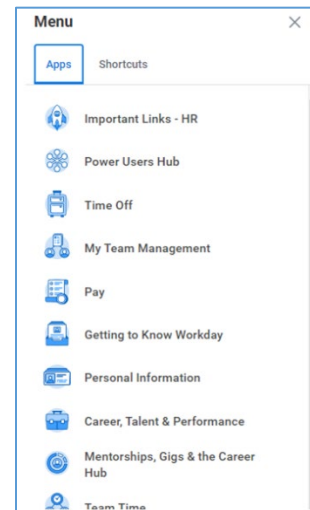 Menu
Apps
Shortcuts
Important Links - HR
Power Users Hub
Time Off
My Team Management
Pay
Getting to Know Workday
Personal Information
Career, Talent & Performance
Mentorships, Gigs & the Career
Hub
Team Time